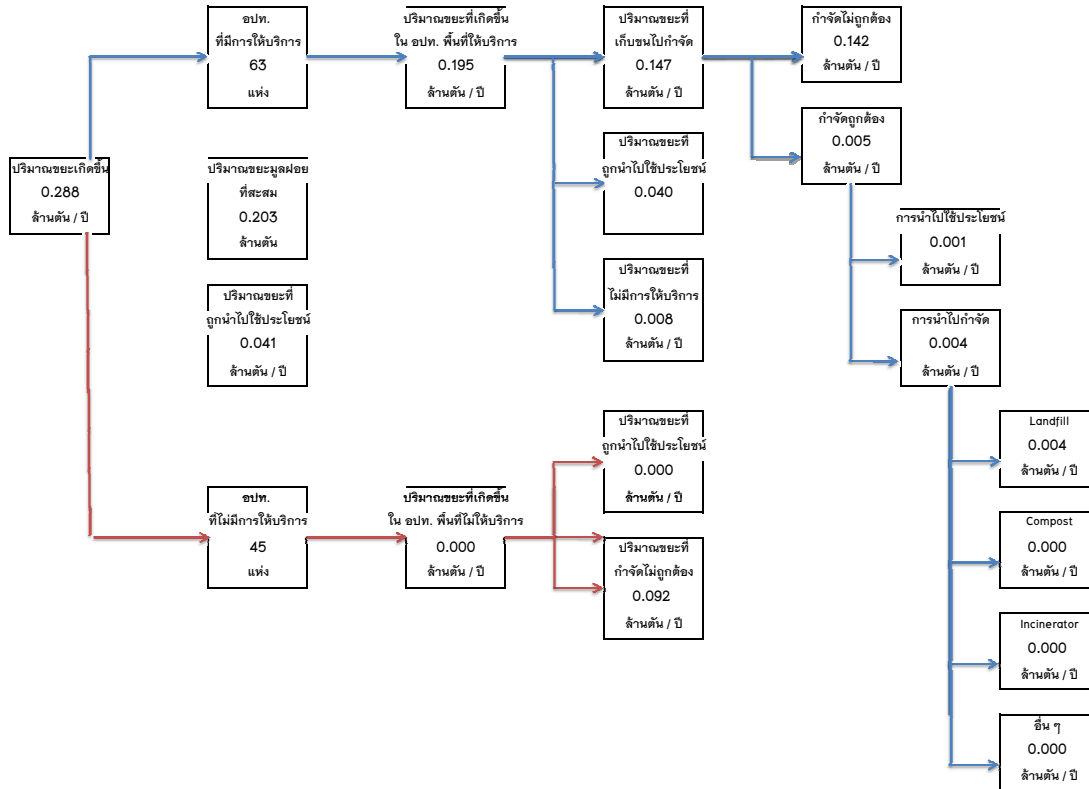 ปริมาณขยะเกิดขึ้น
0.288
ล้านตัน / ปี
อปท.
ที่มีการให้บริการ
63
แห่ง
ปริมาณขยะที่เกิดขึ้น
ใน อปท. พื้นที่ให้บริการ
0.195
ล้านตัน / ปี
ปริมาณขยะที่
เก็บขนไปกำจัด
0.147
ล้านตัน / ปี
กำจัดไม่ถูกต้อง
0.142
ล้านตัน / ปี
กำจัดถูกต้อง
0.005
ล้านตัน / ปี
ปริมาณขยะที่
ถูกนำไปใช้ประโยชน์
0.040
ปริมาณขยะมูลฝอย
ที่สะสม
0.203
ล้านตัน
การนำไปใช้ประโยชน์
0.001
ล้านตัน / ปี
ปริมาณขยะที่
ไม่มีการให้บริการ
0.008
ล้านตัน / ปี
ปริมาณขยะที่
ถูกนำไปใช้ประโยชน์
0.041
ล้านตัน / ปี
การนำไปกำจัด
0.004
ล้านตัน / ปี
ปริมาณขยะที่
ถูกนำไปใช้ประโยชน์
0.000
ล้านตัน / ปี
Landfill
0.004
ล้านตัน / ปี
อปท.
ที่ไม่มีการให้บริการ
45
แห่ง
ปริมาณขยะที่เกิดขึ้น
ใน อปท. พื้นที่ไม่ให้บริการ
0.000
ล้านตัน / ปี
ปริมาณขยะที่
กำจัดไม่ถูกต้อง
0.092
ล้านตัน / ปี
Compost
0.000
ล้านตัน / ปี
Incinerator
0.000
ล้านตัน / ปี
อื่น ๆ
0.000
ล้านตัน / ปี